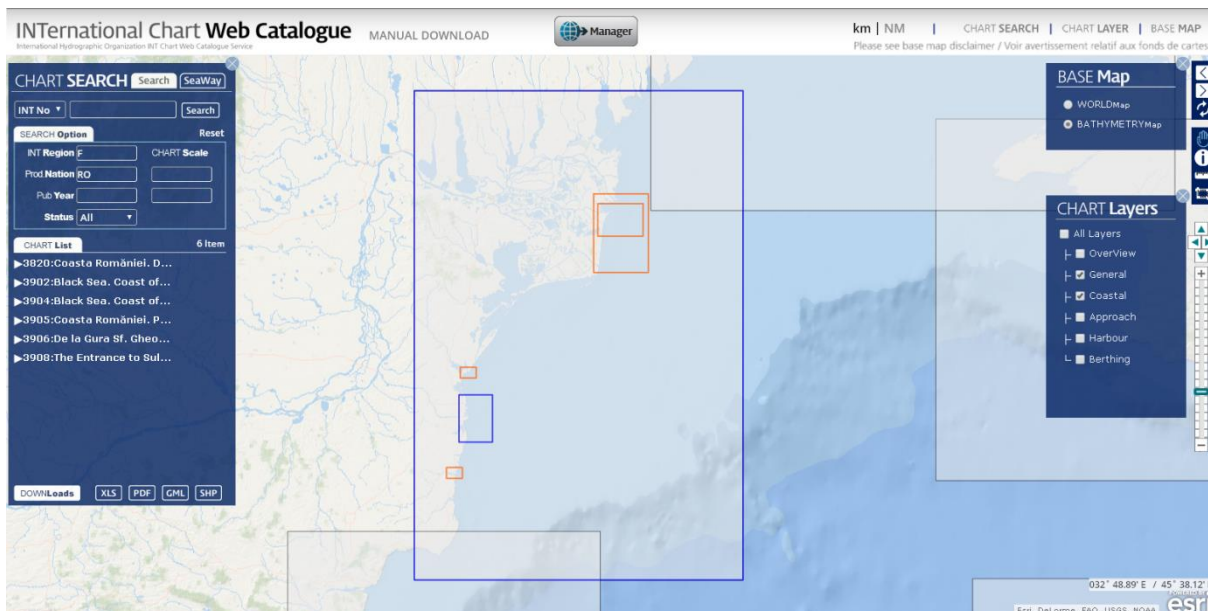 INTernational Chart Web Catalogue
International Hydrographic Organization INT Chart Web Catalogue Service
MANUAL DOWNLOAD
Manager
km | NM | CHART SEARCH | CHART LAYER | BASE MAP
Please see base map disclaimer / Voir avertissement relatif aux fonds de cartes
CHART SEARCH Search SeaWay
INT No Search
SEARCH Option Reset
INT Region F CHART Scale
Prod.Nation RO
Pub Year
Status All
CHART List 6 Item
3820:Coasta României. D...
3902:Black Sea. Coast of...
3904:Black Sea. Coast of...
3905:Coasta României. P...
3906:De la Gura Sf. Gheo...
3908:The Entrance to Sul...
DOWNLoads XLS PDF GML SHP
BASE Map
WORLDMap
BATHYMETRYMap
CHART Layers
All Layers
OverView
General
Coastal
Approach
Harbour
Berthing
032° 48.89' E / 45° 38.12'
Esri, DeLorme, FAO, USGS, NOAA
esri